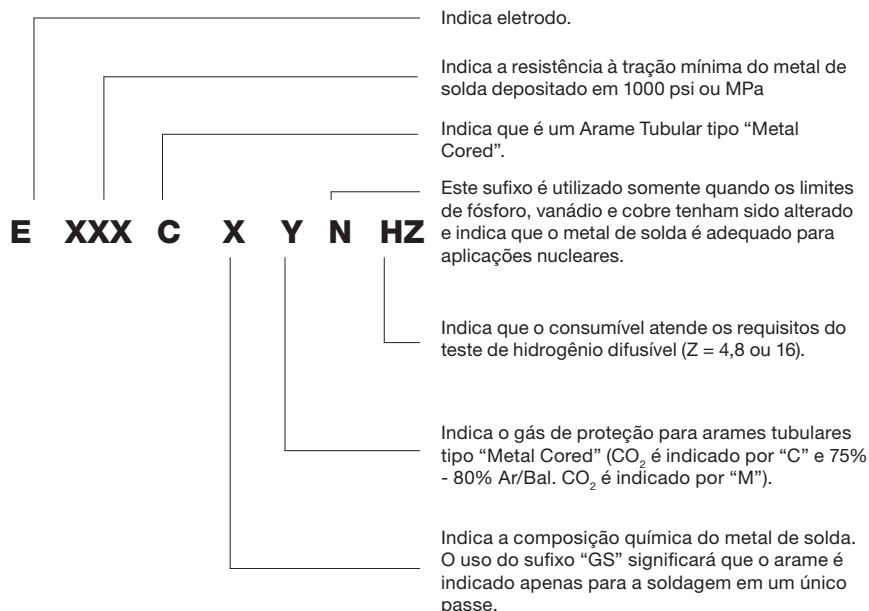 Indica eletrodo.
Indica a resistência à tração mínima do metal de
solda depositado em 1000 psi ou MPa
Indica que é um Arame Tubular tipo “Metal
Cored”.
Este sufixo é utilizado somente quando os limites
de fósforo, vanádio e cobre tenham sido alterado
e indica que o metal de solda é adequado para
aplicações nucleares.
E XXX C X Y N HZ
Indica que o consumível atende os requisitos do
teste de hidrogênio difusível (Z = 4,8 ou 16).
Indica o gás de proteção para arames tubulares
tipo “Metal Cored” (CO₂ é indicado por “C” e 75%
- 80% Ar/Bal. CO₂ é indicado por “M”).
Indica a composição química do metal de solda.
O uso do sufixo “GS” significará que o arame é
indicado apenas para a soldagem em um único
passe.